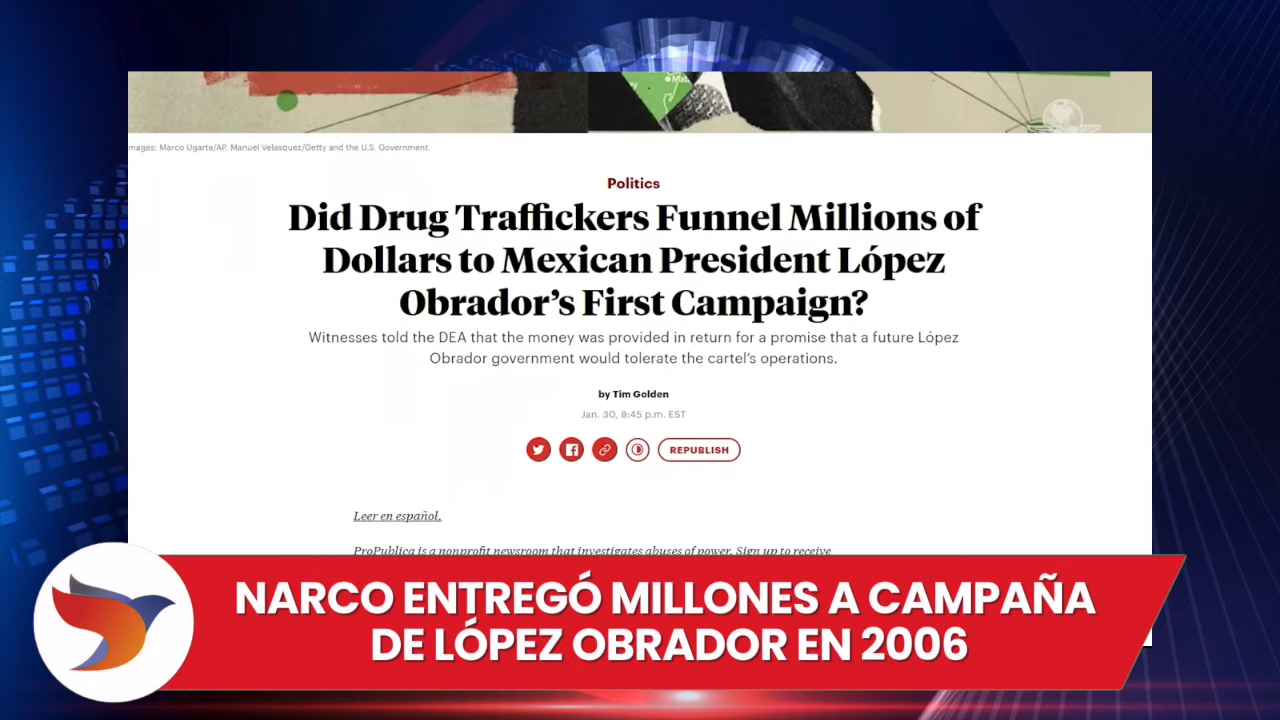 mages: Marco Ugarte/AP, Manuel Velasquez/Getty and the U.S. Government.
Politics
Did Drug Traffickers Funnel Millions of
Dollars to Mexican President López
Obrador’s First Campaign?
Witnesses told the DEA that the money was provided in return for a promise that a future López
Obrador government would tolerate the cartel’s operations.
by Tim Golden
Jan. 30, 8:45 p.m. EST
REPUBLISH
Leer en español.
ProPublica is a nonprofit newsroom that investigates abuses of power. Sign up to receive
NARCO ENTREGÓ MILLONES A CAMPAÑA
DE LÓPEZ OBRADOR EN 2006